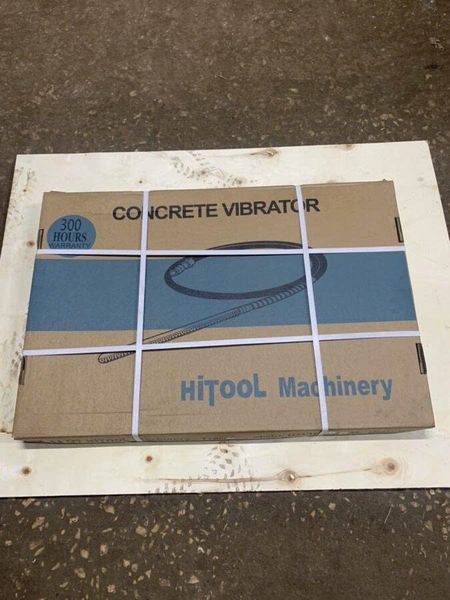 CONCRETE VIBRATOR
300
HOURS
WARRANTY
HiTOOL Machinery